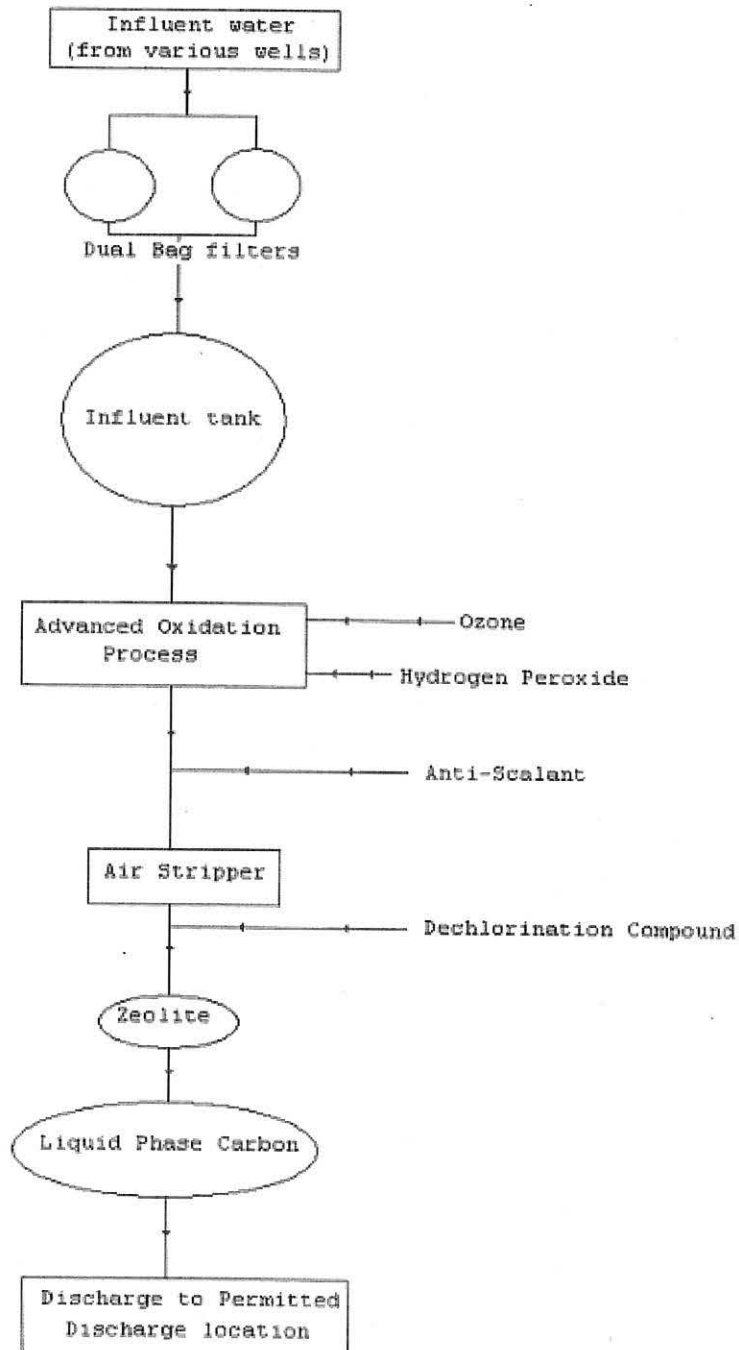 Influent water
(from various wells)
Dual Bag filters
Influent tank
Advanced Oxidation
Process
Ozone
Hydrogen Peroxide
Anti-Scalant
Air Stripper
Dechlorination Compound
Zeolite
Liquid Phase Carbon
Discharge to Permitted
Discharge location